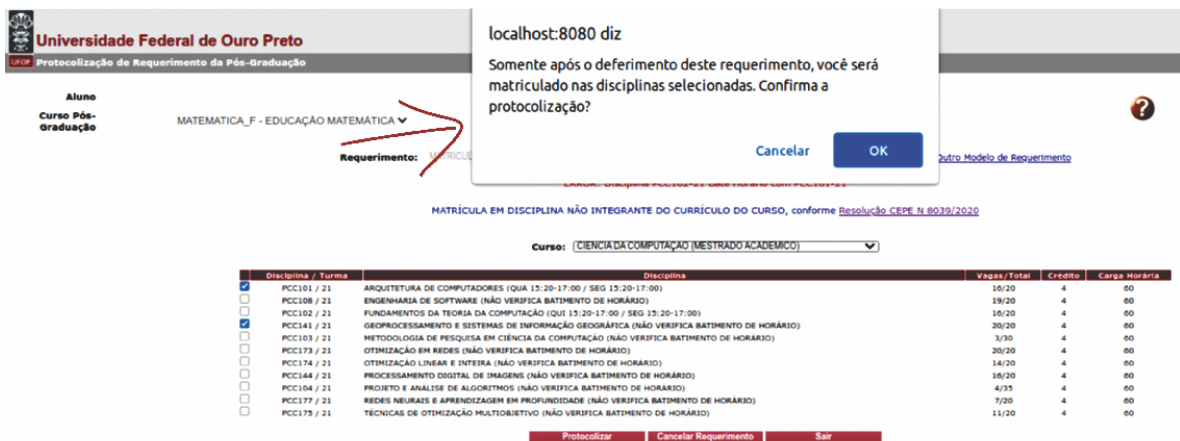 Universidade Federal de Ouro Preto
UFOP Protocolização de Requerimento da Pós-Graduação
localhost:8080 diz
Somente após o deferimento deste requerimento, você será
matriculado nas disciplinas selecionadas. Confirma a
protocolização?
Cancelar OK
Aluno
Curso Pós-
Graduação
MATEMATICA_F - EDUCAÇÃO MATEMÁTICA
?
Requerimento: Outro Modelo de Requerimento
ERROR: Disciplina PCC102-21 Bate Horário com PCC101-21
MATRÍCULA EM DISCIPLINA NÃO INTEGRANTE DO CURRÍCULO DO CURSO, conforme Resolução CEPE N 8039/2020
Curso: CIENCIA DA COMPUTAÇÃO (MESTRADO ACADEMICO)
Disciplina / Turma Disciplina Vagas/Total Crédito Carga Horária
PCC101 / 21 ARQUITETURA DE COMPUTADORES (QUA 15:20-17:00 / SEG 15:20-17:00) 16/20 4 60
PCC108 / 21 ENGENHARIA DE SOFTWARE (NÃO VERIFICA BATIMENTO DE HORÁRIO) 19/20 4 60
PCC102 / 21 FUNDAMENTOS DA TEORIA DA COMPUTAÇÃO (QUI 15:20-17:00 / SEG 15:20-17:00) 16/20 4 60
PCC141 / 21 GEOPROCESSAMENTO E SISTEMAS DE INFORMAÇÃO GEOGRÁFICA (NÃO VERIFICA BATIMENTO DE HORÁRIO) 20/20 4 60
PCC103 / 21 METODOLOGIA DE PESQUISA EM CIÊNCIA DA COMPUTAÇÃO (NÃO VERIFICA BATIMENTO DE HORÁRIO) 3/30 4 60
PCC173 / 21 OTIMIZAÇÃO EM REDES (NÃO VERIFICA BATIMENTO DE HORÁRIO) 20/20 4 60
PCC174 / 21 OTIMIZAÇÃO LINEAR E INTEIRA (NÃO VERIFICA BATIMENTO DE HORÁRIO) 14/20 4 60
PCC144 / 21 PROCESSAMENTO DIGITAL DE IMAGENS (NÃO VERIFICA BATIMENTO DE HORÁRIO) 16/20 4 60
PCC104 / 21 PROJETO E ANALISE DE ALGORITMOS (NÃO VERIFICA BATIMENTO DE HORÁRIO) 4/35 4 60
PCC177 / 21 REDES NEURAIS E APRENDIZAGEM EM PROFUNDIDADE (NÃO VERIFICA BATIMENTO DE HORÁRIO) 7/20 4 60
PCC175 / 21 TÉCNICAS DE OTIMIZAÇÃO MULTIOBJETIVO (NÃO VERIFICA BATIMENTO DE HORÁRIO) 11/20 4 60
Protocolizar Cancelar Requerimento Sair